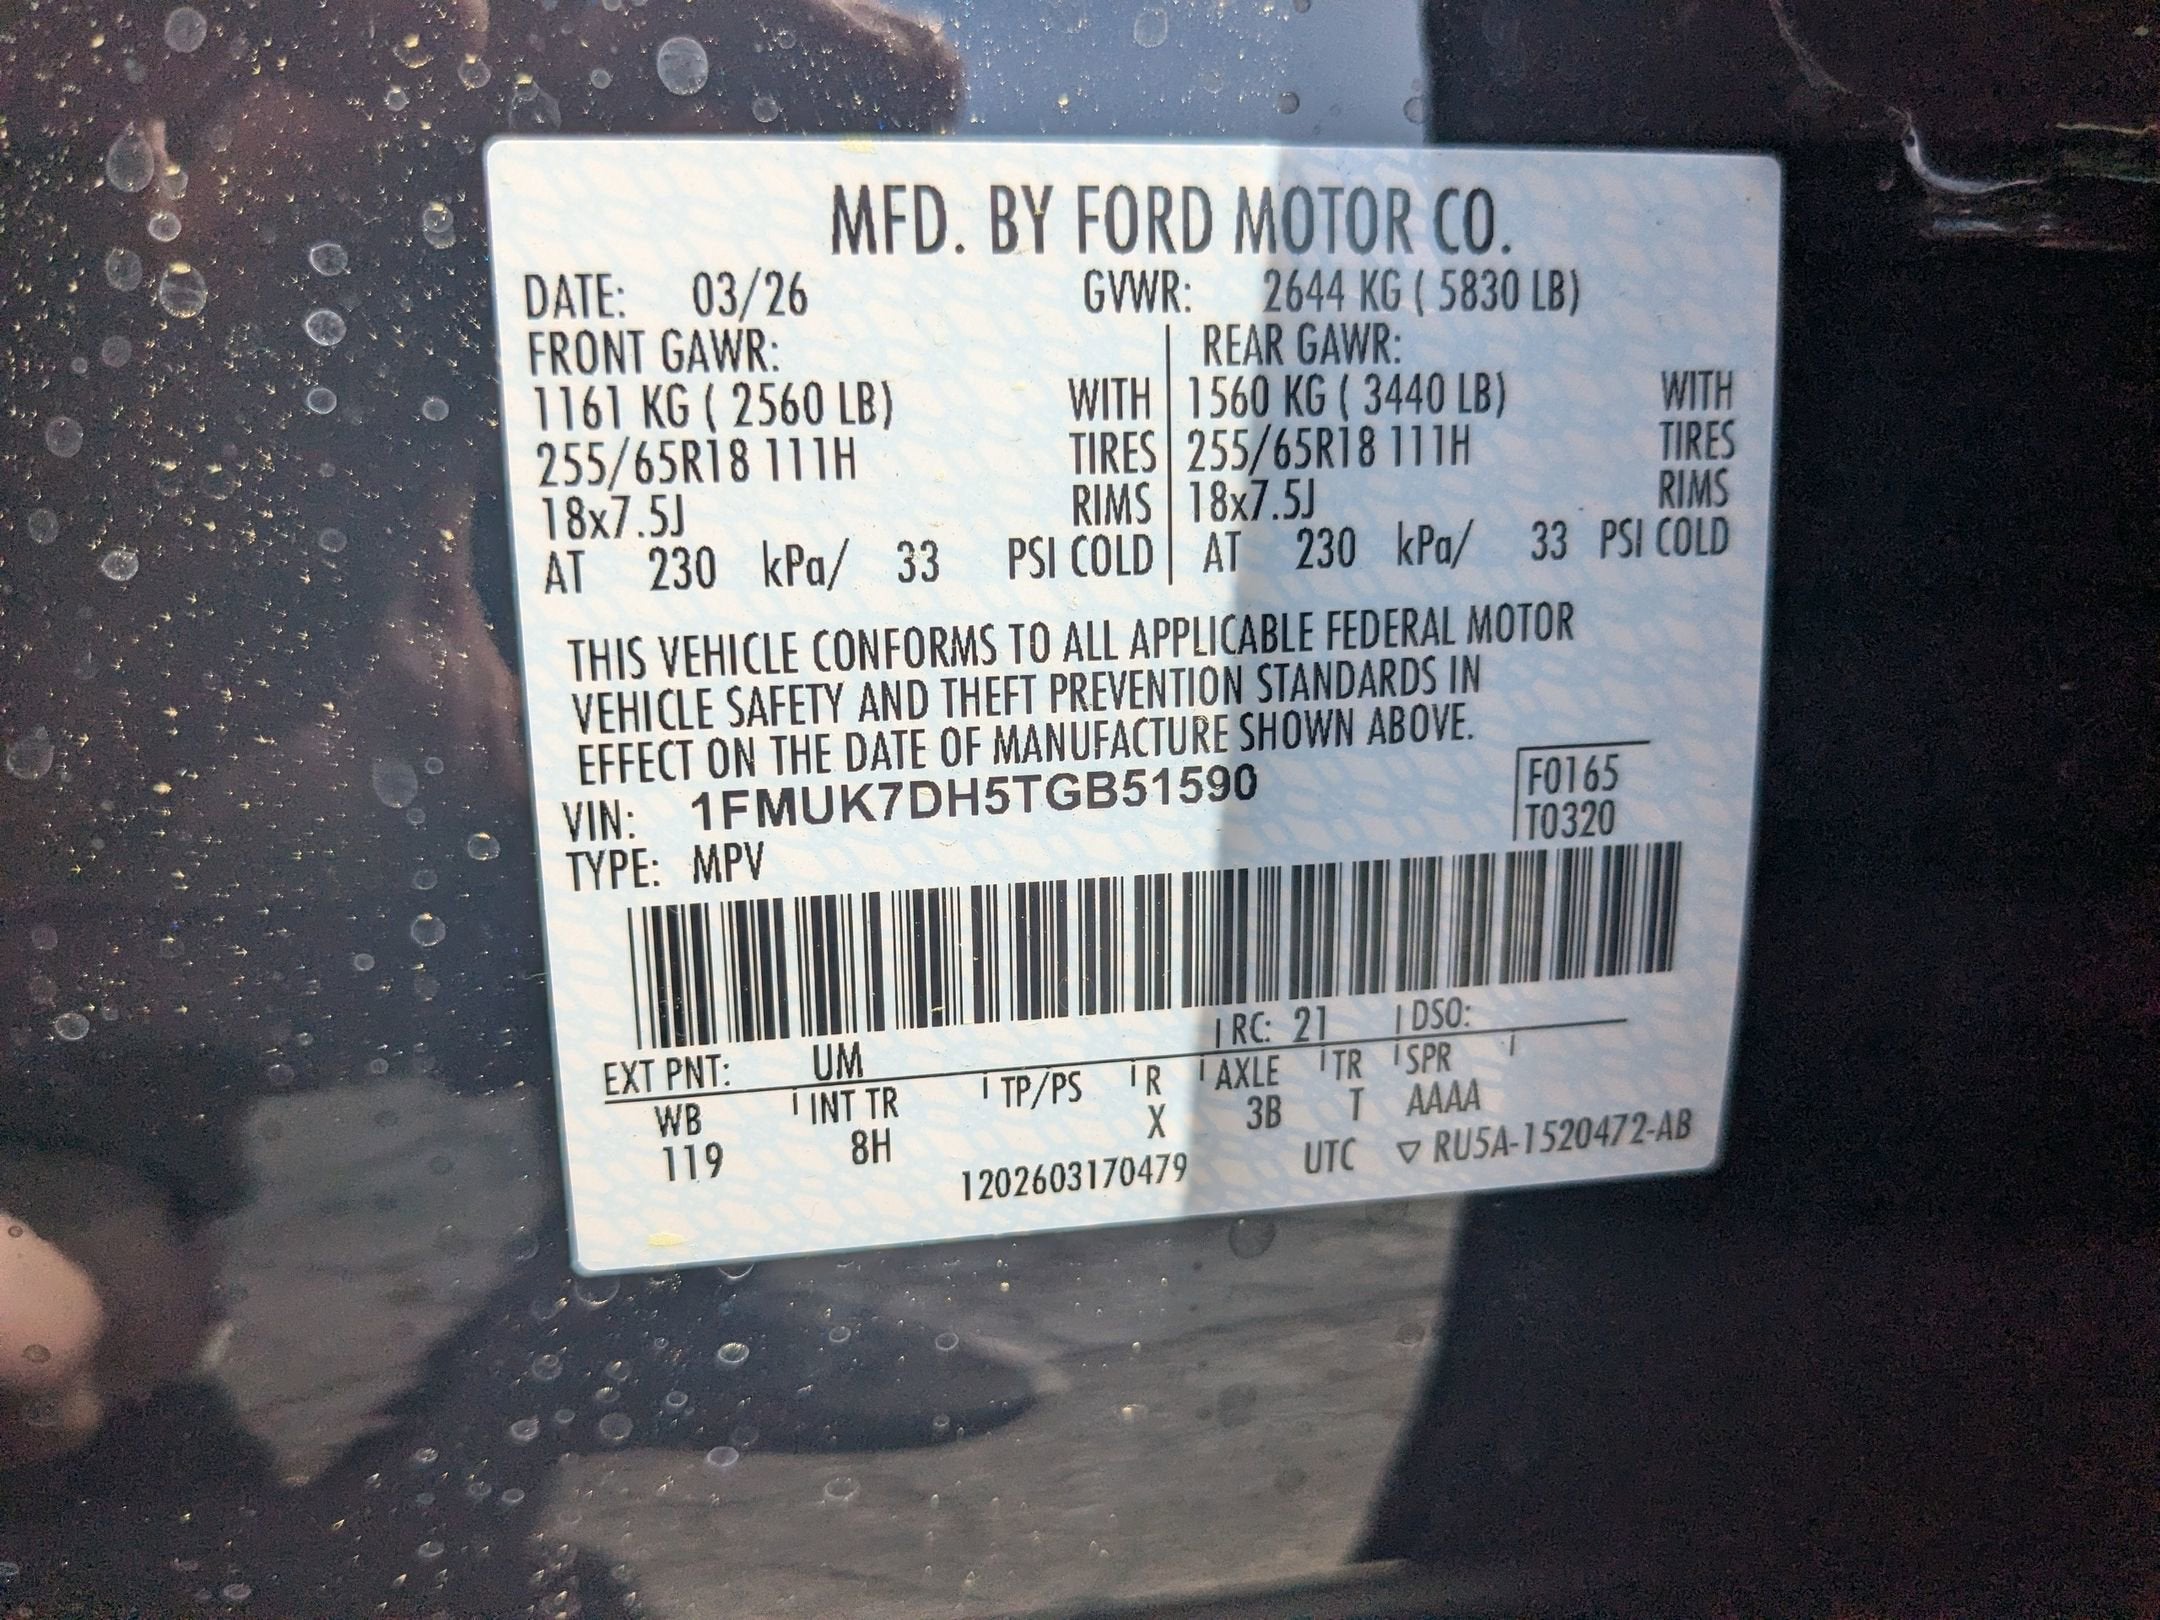 MFD. BY FORD MOTOR CO.
DATE: 03/26 GVWR: 2644 KG ( 5830 LB)
FRONT GAWR: REAR GAWR:
1161 KG ( 2560 LB) WITH 1560 KG ( 3440 LB) WITH
255/65R18 111H TIRES 255/65R18 111H TIRES
18x7.5J RIMS 18x7.5J RIMS
AT 230 kPa/ 33 PSI COLD AT 230 kPa/ 33 PSI COLD
THIS VEHICLE CONFORMS TO ALL APPLICABLE FEDERAL MOTOR
VEHICLE SAFETY AND THEFT PREVENTION STANDARDS IN
EFFECT ON THE DATE OF MANUFACTURE SHOWN ABOVE.
VIN: 1FMUK7DH5TGB51590 F0165
TYPE: MPV T0320
EXT PNT: UM RC: 21 DSO:
WB INT TR TP/PS R AXLE TR SPR
119 8H X 3B T AAAA
1202603170479 UTC ▽ RU5A-1520472-AB